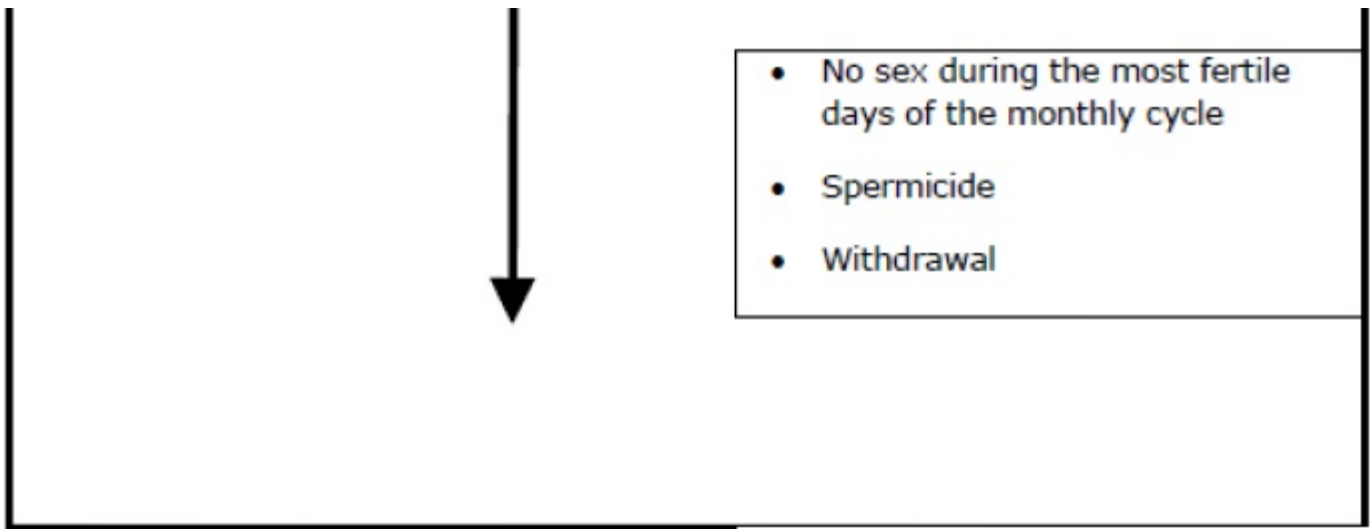 • No sex during the most fertile
days of the monthly cycle
• Spermicide
• Withdrawal